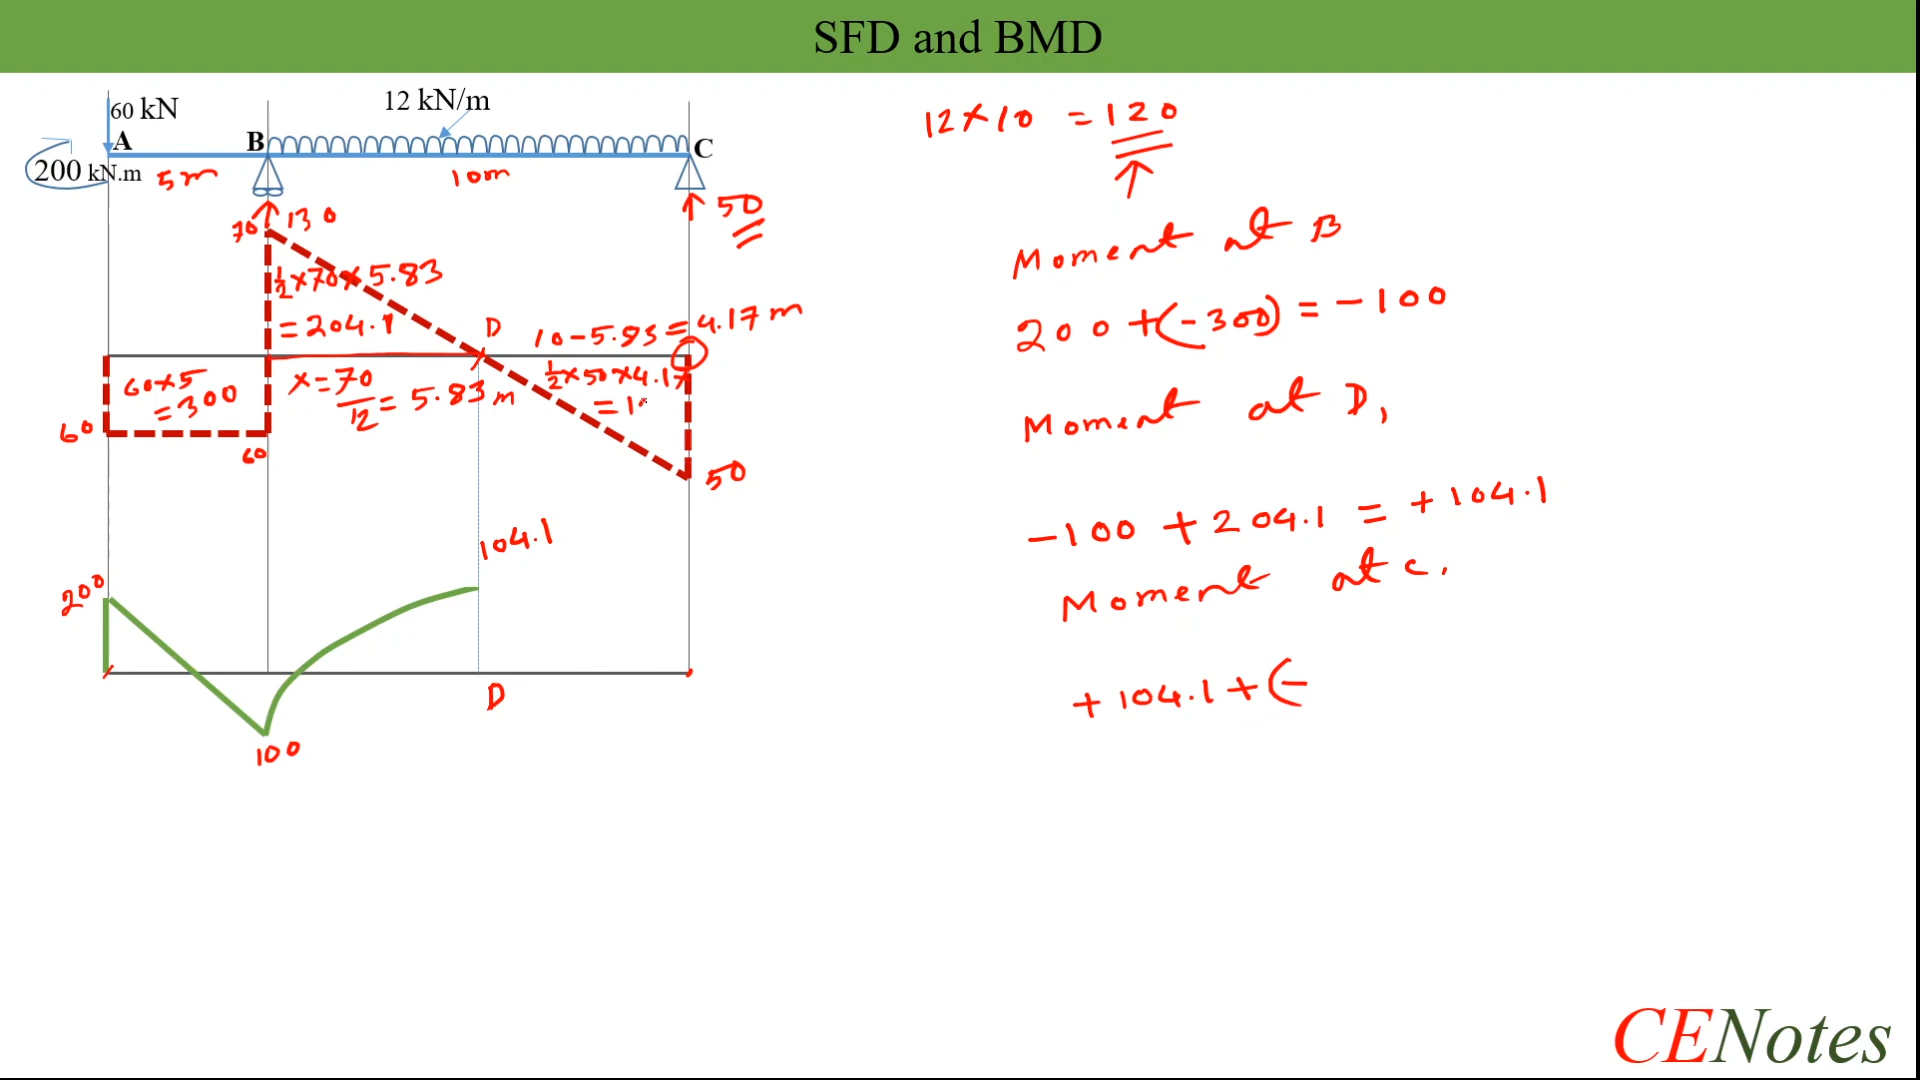 SFD and BMD
60 kN
12 kN/m
A
B
C
200 kN.m
5m
10m
12 × 10 = 120
70
130
50
Moment at B
½×70×5.83
= 204.1
D
10-5.83 = 4.17 m
200 + (-300) = -100
60×5
= 300
x = 70/12 = 5.83 m
½×50×4.17
= 1
Moment at D,
60
60
50
-100 + 204.1 = +104.1
104.1
Moment at C.
200
+104.1 + (-
D
100
CENotes